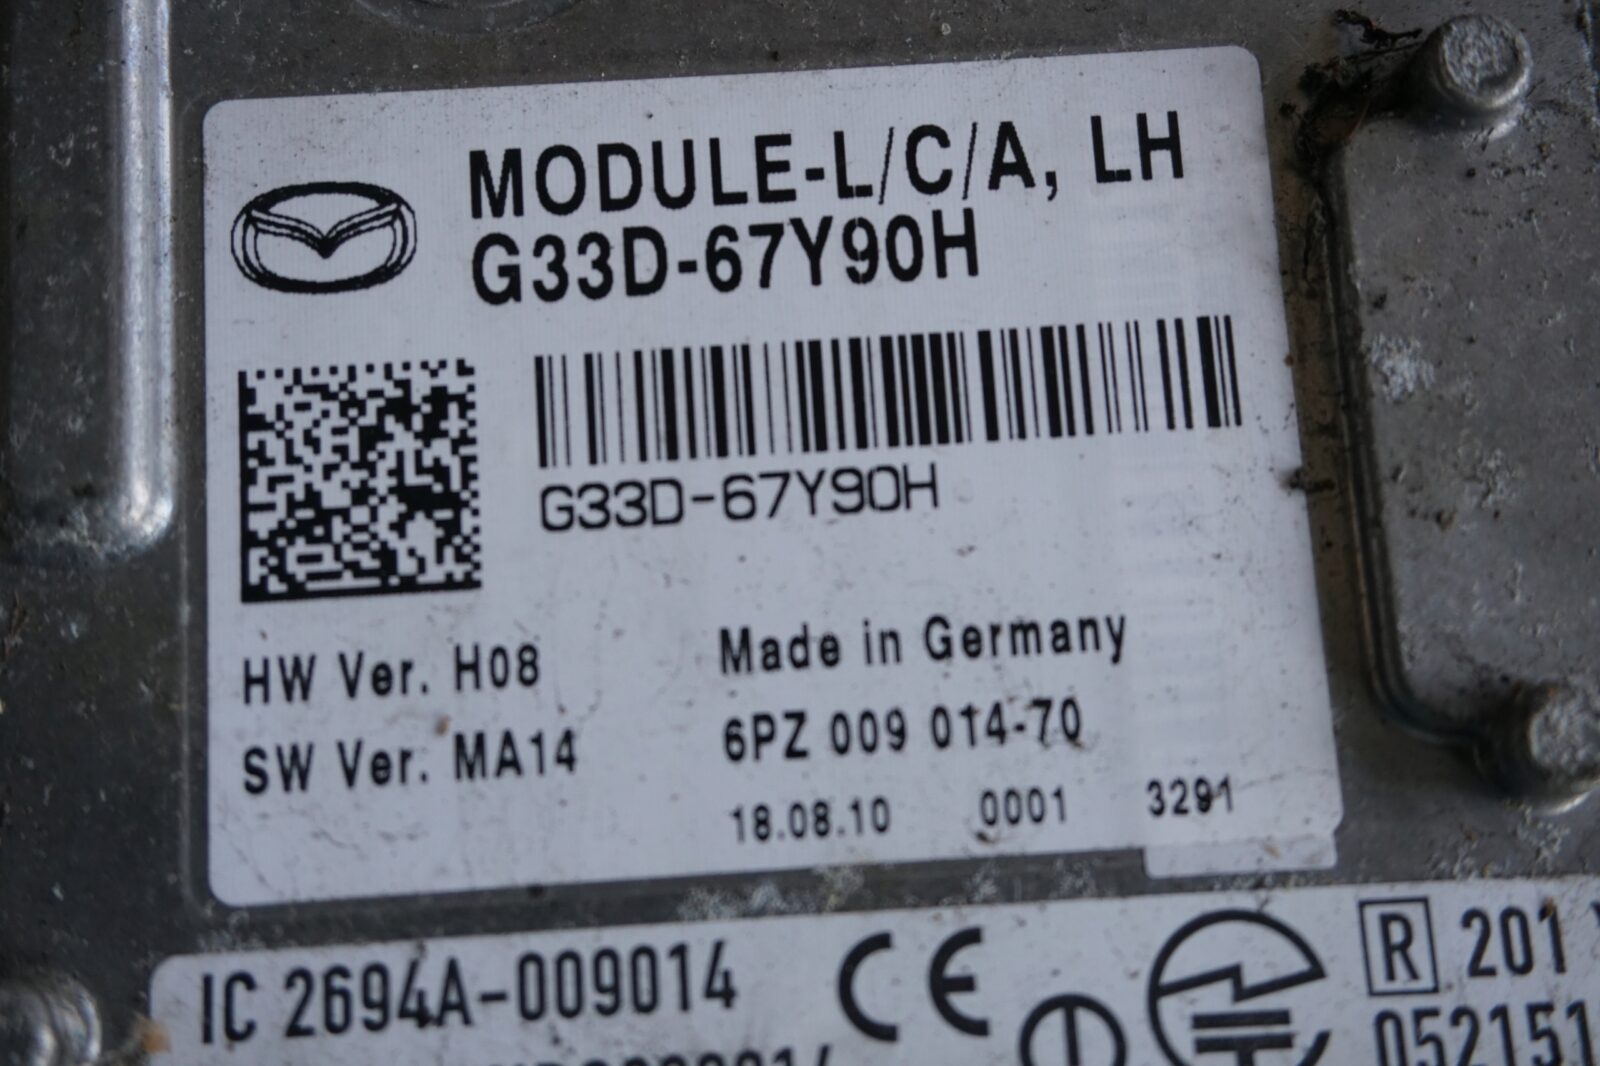 MODULE-L/C/A, LH
G33D-67Y90H
G33D-67Y90H
HW Ver. H08
Made in Germany
SW Ver. MA14
6PZ 009 014-70
18.08.10 0001 3291
IC 2694A-009014
CE
R 201
052151